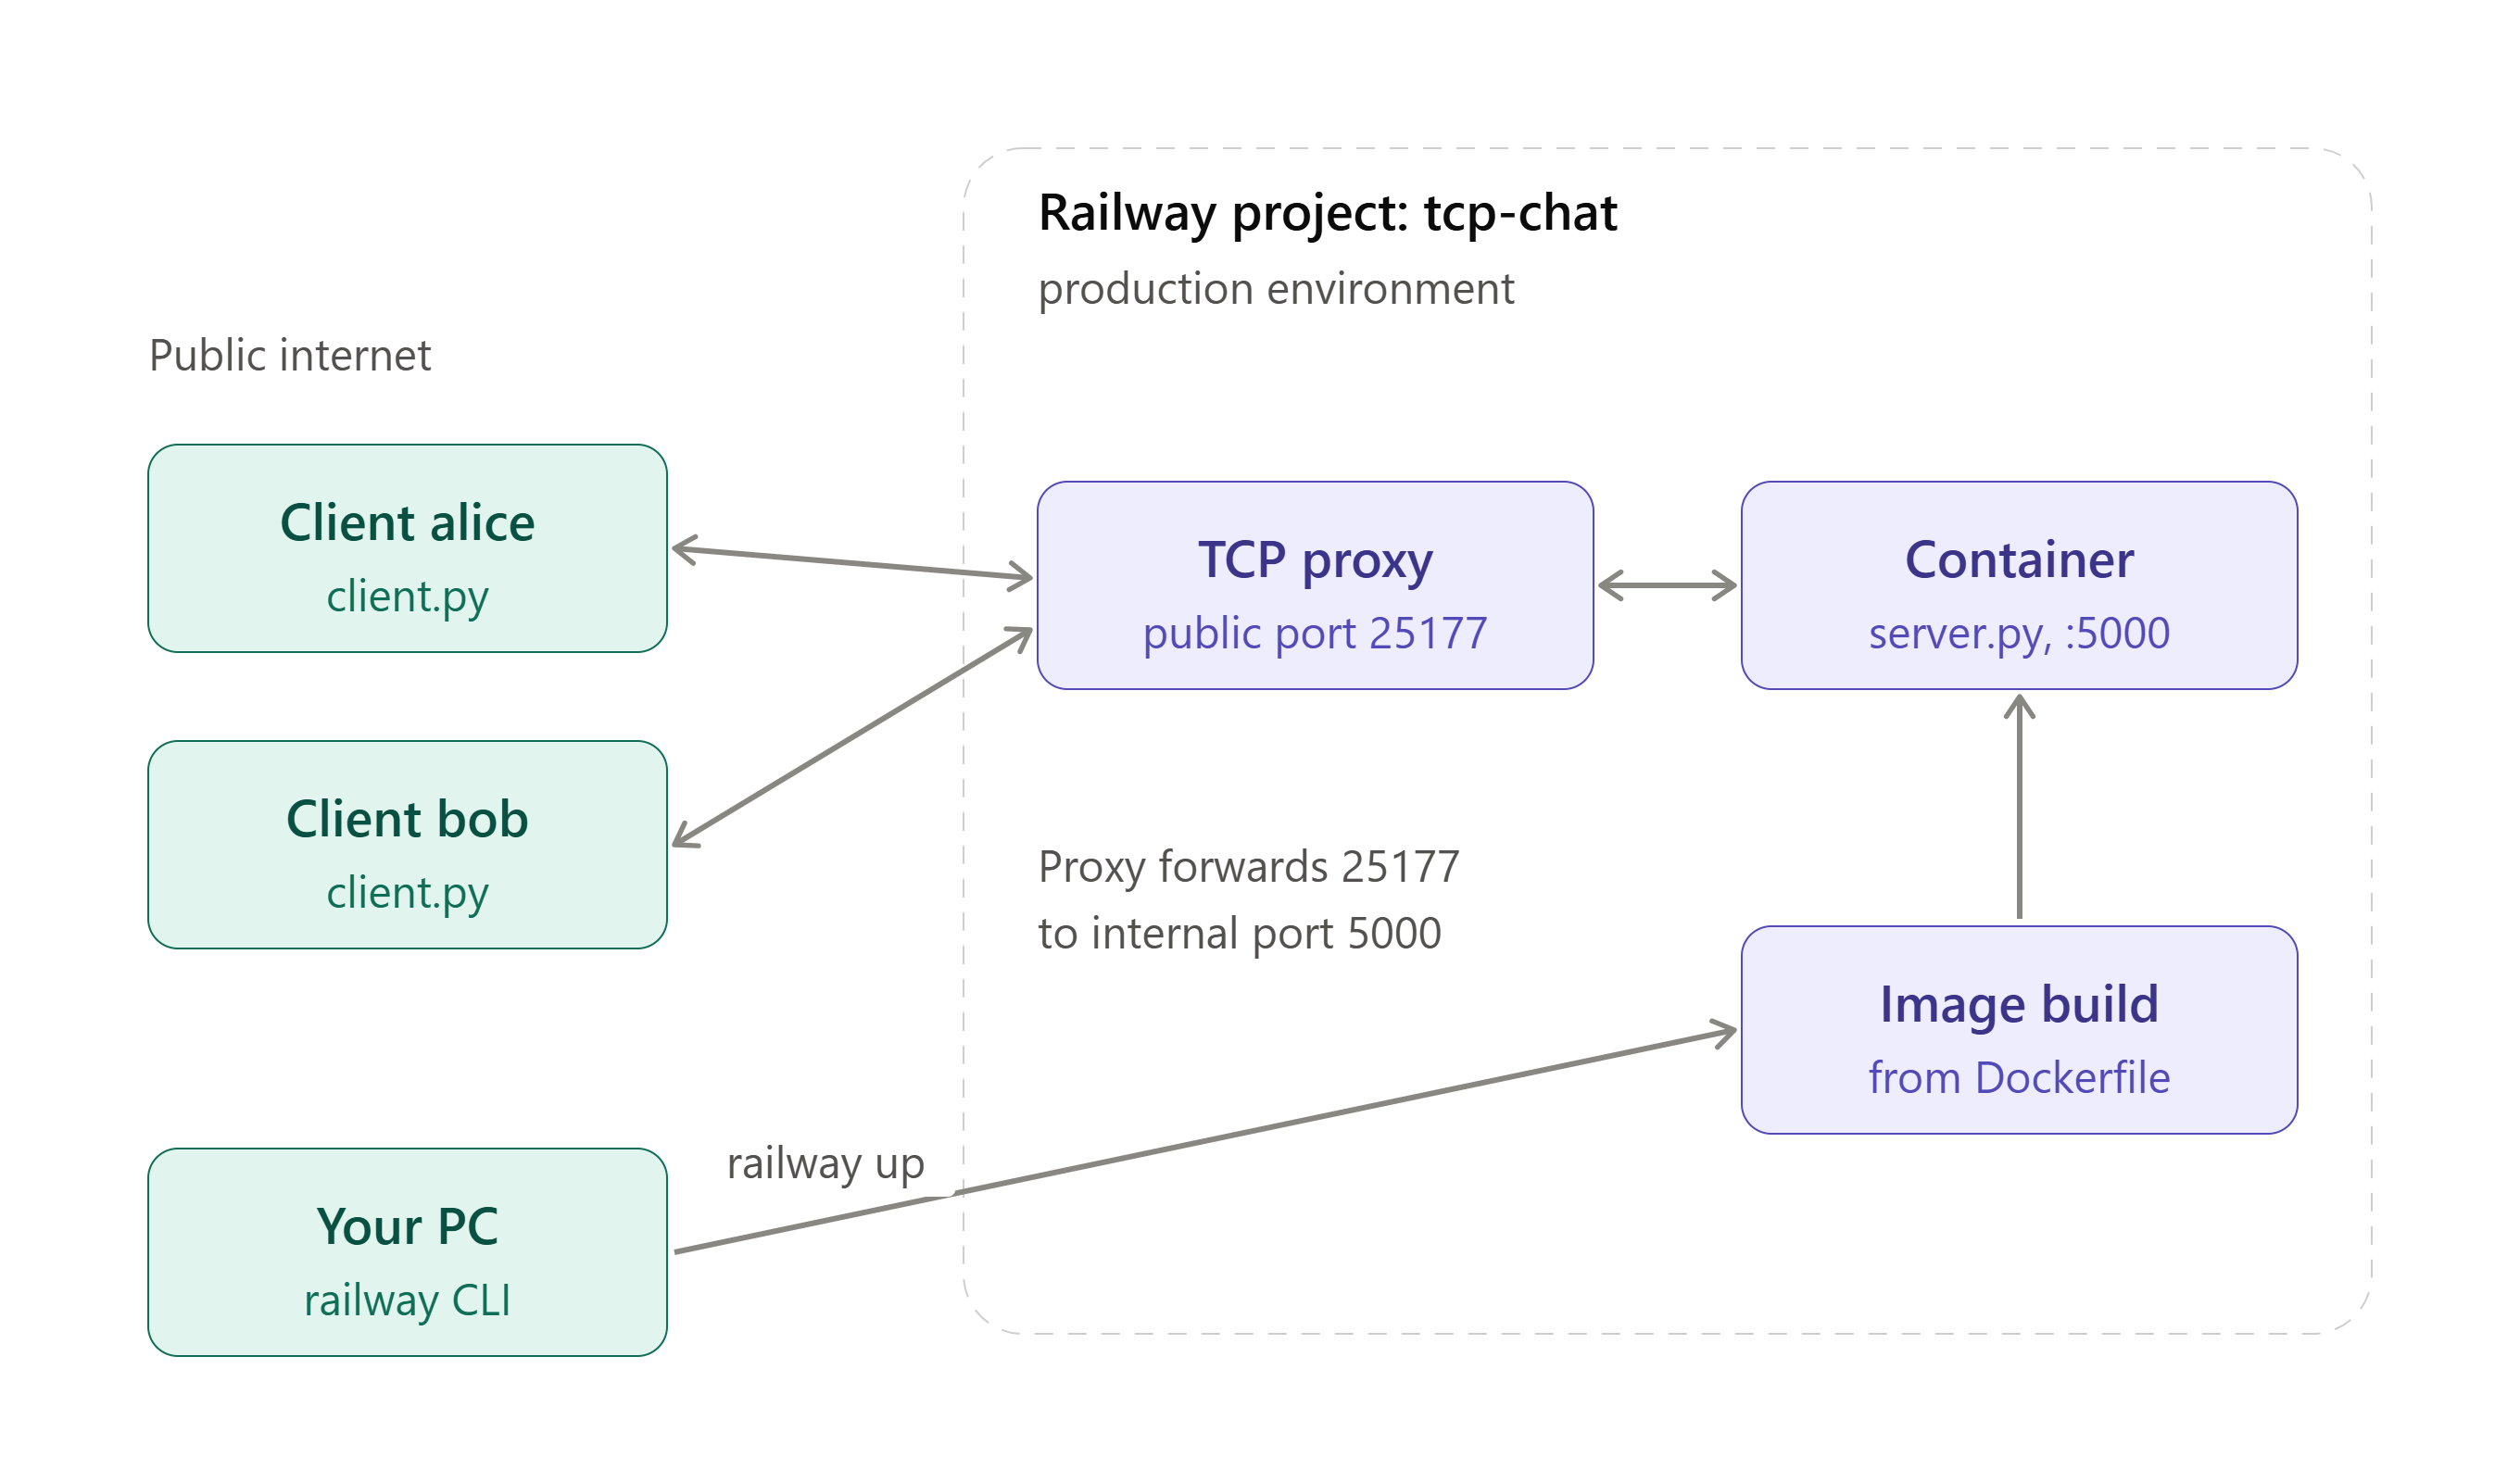 Railway project: tcp-chat
production environment
Public internet
Client alice
client.py
TCP proxy
public port 25177
Container
server.py, :5000
Client bob
client.py
Proxy forwards 25177
to internal port 5000
Image build
from Dockerfile
railway up
Your PC
railway CLI